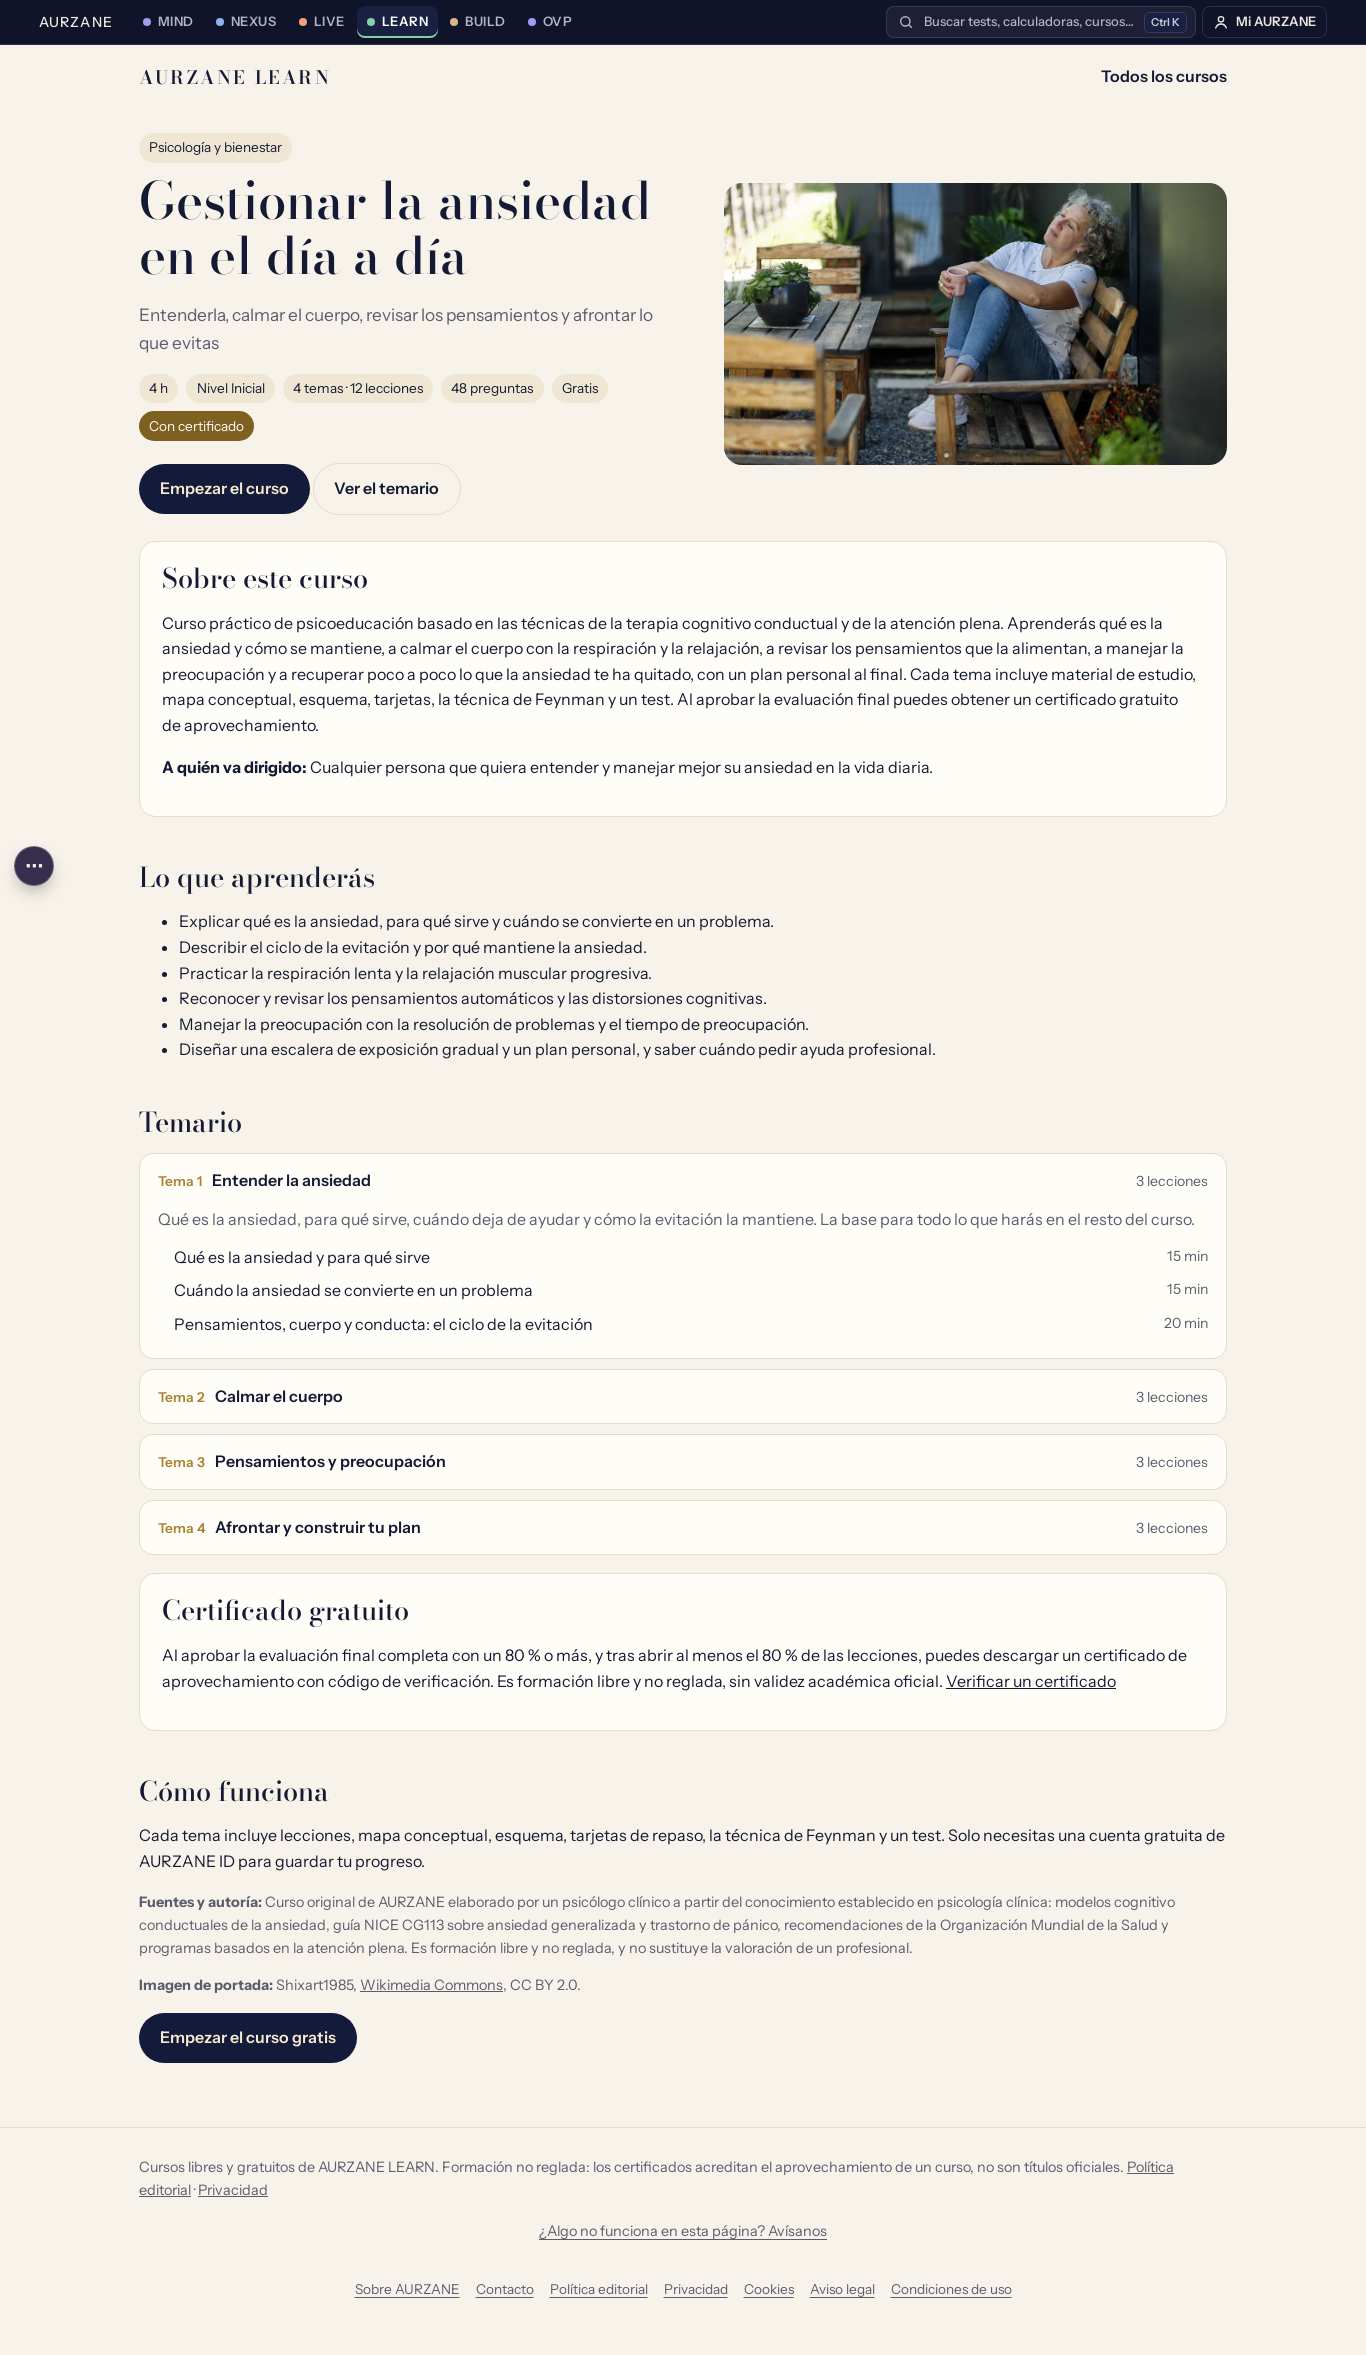 AURZANE MIND NEXUS LIVE LEARN BUILD OVP Buscar tests, calculadoras, cursos... Ctrl K Mi AURZANE
AURZANE LEARN Todos los cursos
Psicología y bienestar
Gestionar la ansiedad
en el día a día
Entenderla, calmar el cuerpo, revisar los pensamientos y afrontar lo
que evitas
4 h Nivel Inicial 4 temas · 12 lecciones 48 preguntas Gratis
Con certificado
Empezar el curso Ver el temario
Sobre este curso
Curso práctico de psicoeducación basado en las técnicas de la terapia cognitivo conductual y de la atención plena. Aprenderás qué es la
ansiedad y cómo se mantiene, a calmar el cuerpo con la respiración y la relajación, a revisar los pensamientos que la alimentan, a manejar la
preocupación y a recuperar poco a poco lo que la ansiedad te ha quitado, con un plan personal al final. Cada tema incluye material de estudio,
mapa conceptual, esquema, tarjetas, la técnica de Feynman y un test. Al aprobar la evaluación final puedes obtener un certificado gratuito
de aprovechamiento.
A quién va dirigido: Cualquier persona que quiera entender y manejar mejor su ansiedad en la vida diaria.
Lo que aprenderás
• Explicar qué es la ansiedad, para qué sirve y cuándo se convierte en un problema.
• Describir el ciclo de la evitación y por qué mantiene la ansiedad.
• Practicar la respiración lenta y la relajación muscular progresiva.
• Reconocer y revisar los pensamientos automáticos y las distorsiones cognitivas.
• Manejar la preocupación con la resolución de problemas y el tiempo de preocupación.
• Diseñar una escalera de exposición gradual y un plan personal, y saber cuándo pedir ayuda profesional.
Temario
Tema 1 Entender la ansiedad 3 lecciones
Qué es la ansiedad, para qué sirve, cuándo deja de ayudar y cómo la evitación la mantiene. La base para todo lo que harás en el resto del curso.
Qué es la ansiedad y para qué sirve 15 min
Cuándo la ansiedad se convierte en un problema 15 min
Pensamientos, cuerpo y conducta: el ciclo de la evitación 20 min
Tema 2 Calmar el cuerpo 3 lecciones
Tema 3 Pensamientos y preocupación 3 lecciones
Tema 4 Afrontar y construir tu plan 3 lecciones
Certificado gratuito
Al aprobar la evaluación final completa con un 80 % o más, y tras abrir al menos el 80 % de las lecciones, puedes descargar un certificado de
aprovechamiento con código de verificación. Es formación libre y no reglada, sin validez académica oficial. Verificar un certificado
Cómo funciona
Cada tema incluye lecciones, mapa conceptual, esquema, tarjetas de repaso, la técnica de Feynman y un test. Solo necesitas una cuenta gratuita de
AURZANE ID para guardar tu progreso.
Fuentes y autoría: Curso original de AURZANE elaborado por un psicólogo clínico a partir del conocimiento establecido en psicología clínica: modelos cognitivo
conductuales de la ansiedad, guía NICE CG113 sobre ansiedad generalizada y trastorno de pánico, recomendaciones de la Organización Mundial de la Salud y
programas basados en la atención plena. Es formación libre y no reglada, y no sustituye la valoración de un profesional.
Imagen de portada: Shixart1985, Wikimedia Commons, CC BY 2.0.
Empezar el curso gratis
Cursos libres y gratuitos de AURZANE LEARN. Formación no reglada: los certificados acreditan el aprovechamiento de un curso, no son títulos oficiales. Política
editorial · Privacidad
¿Algo no funciona en esta página? Avísanos
Sobre AURZANE Contacto Política editorial Privacidad Cookies Aviso legal Condiciones de uso